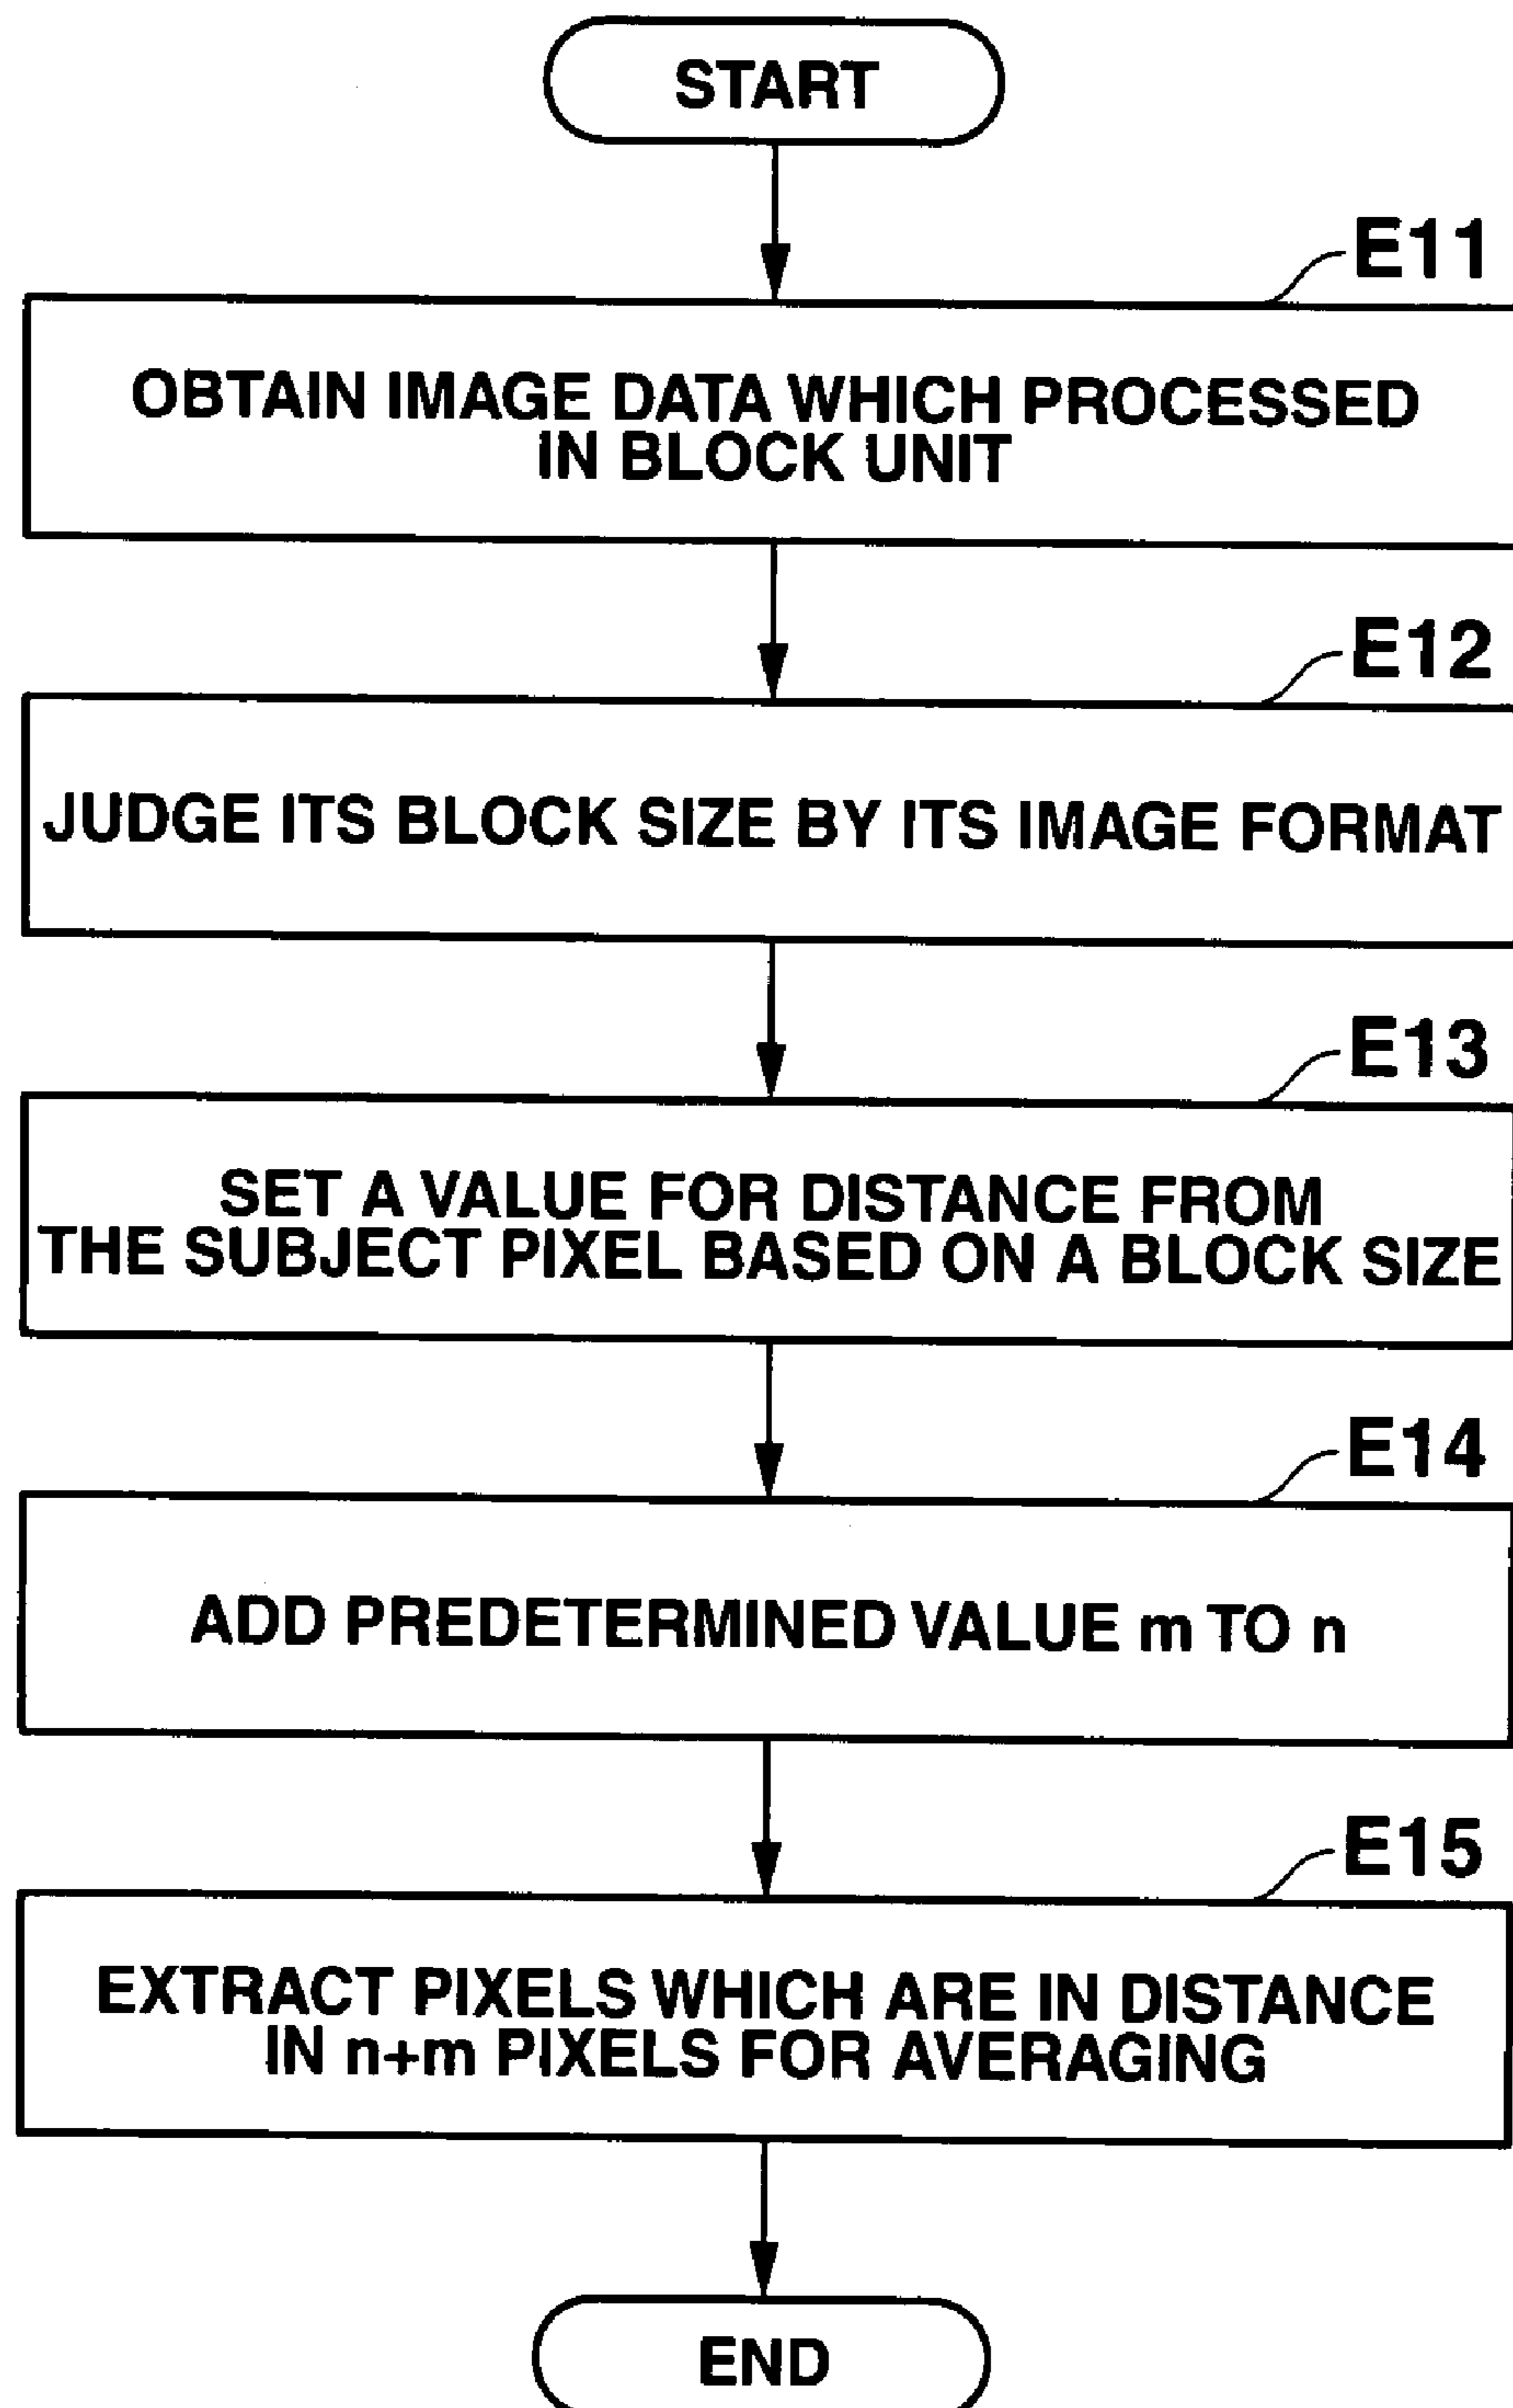 START
E11
OBTAIN IMAGE DATA WHICH PROCESSED
IN BLOCK UNIT
E12
JUDGE ITS BLOCK SIZE BY ITS IMAGE FORMAT
E13
SET A VALUE FOR DISTANCE FROM
THE SUBJECT PIXEL BASED ON A BLOCK SIZE
E14
ADD PREDETERMINED VALUE m TO n
E15
EXTRACT PIXELS WHICH ARE IN DISTANCE
IN n+m PIXELS FOR AVERAGING
END